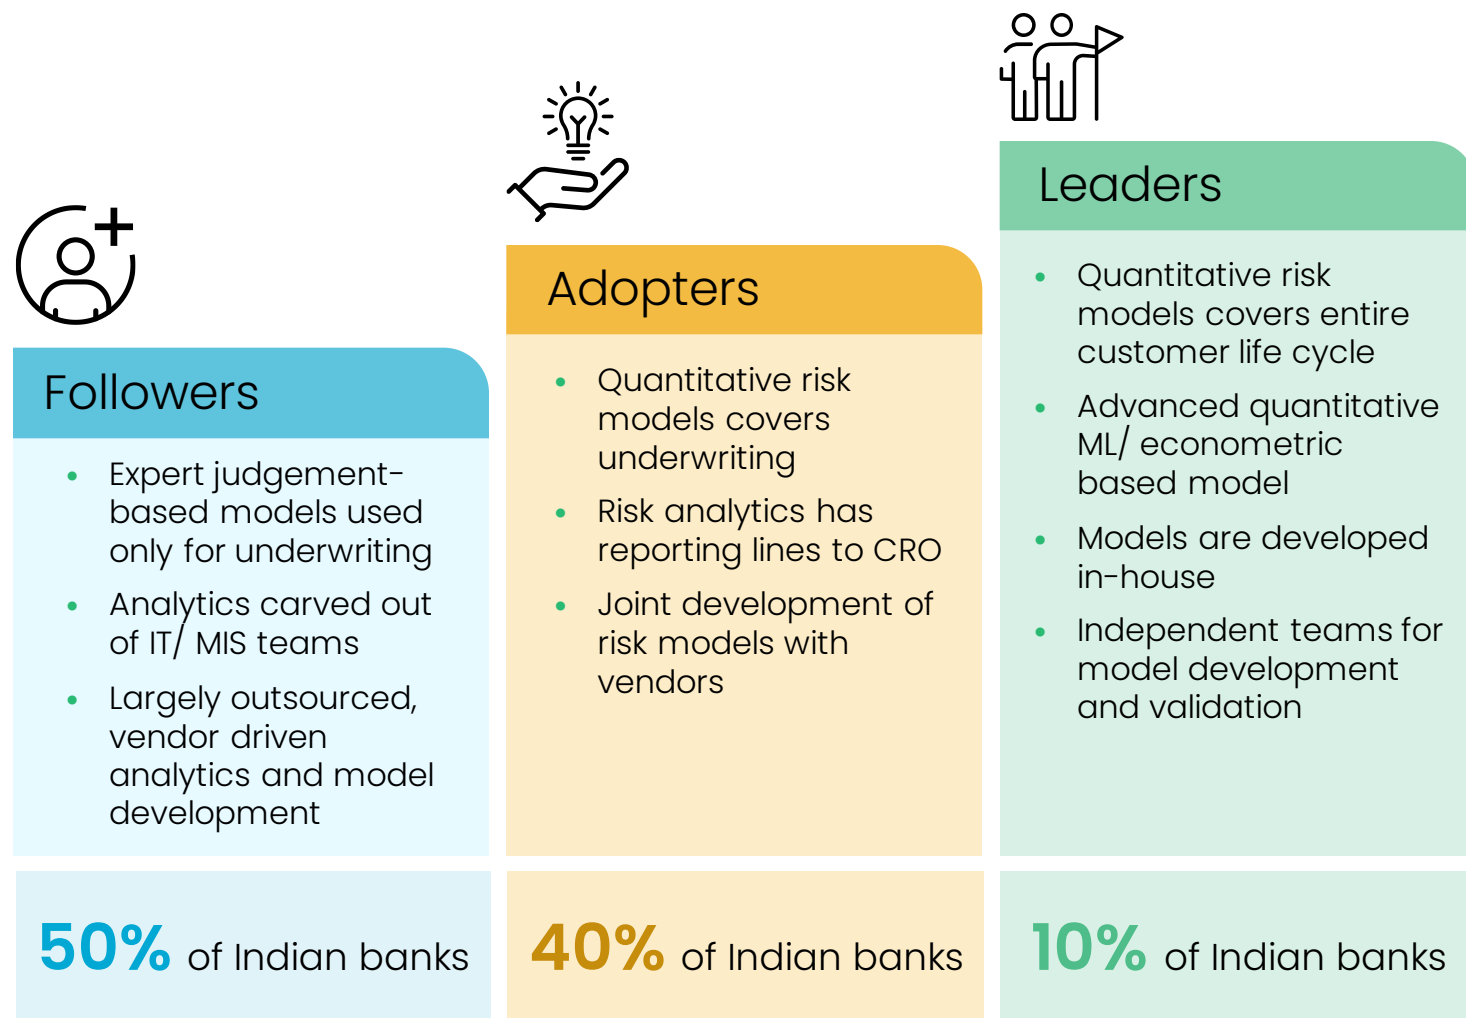 Followers
• Expert judgement-
based models used
only for underwriting
• Analytics carved out
of IT/ MIS teams
• Largely outsourced,
vendor driven
analytics and model
development
50% of Indian banks
Adopters
• Quantitative risk
models covers
underwriting
• Risk analytics has
reporting lines to CRO
• Joint development of
risk models with
vendors
40% of Indian banks
Leaders
• Quantitative risk
models covers entire
customer life cycle
• Advanced quantitative
ML/ econometric
based model
• Models are developed
in-house
• Independent teams for
model development
and validation
10% of Indian banks